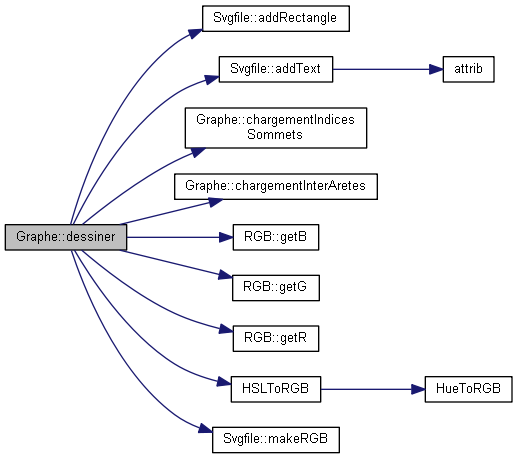 Svgfile::addRectangle
Svgfile::addText
attrib
Graphe::chargementIndices
Sommets
Graphe::chargementInterAretes
Graphe::dessiner
RGB::getB
RGB::getG
RGB::getR
HSLToRGB
HueToRGB
Svgfile::makeRGB